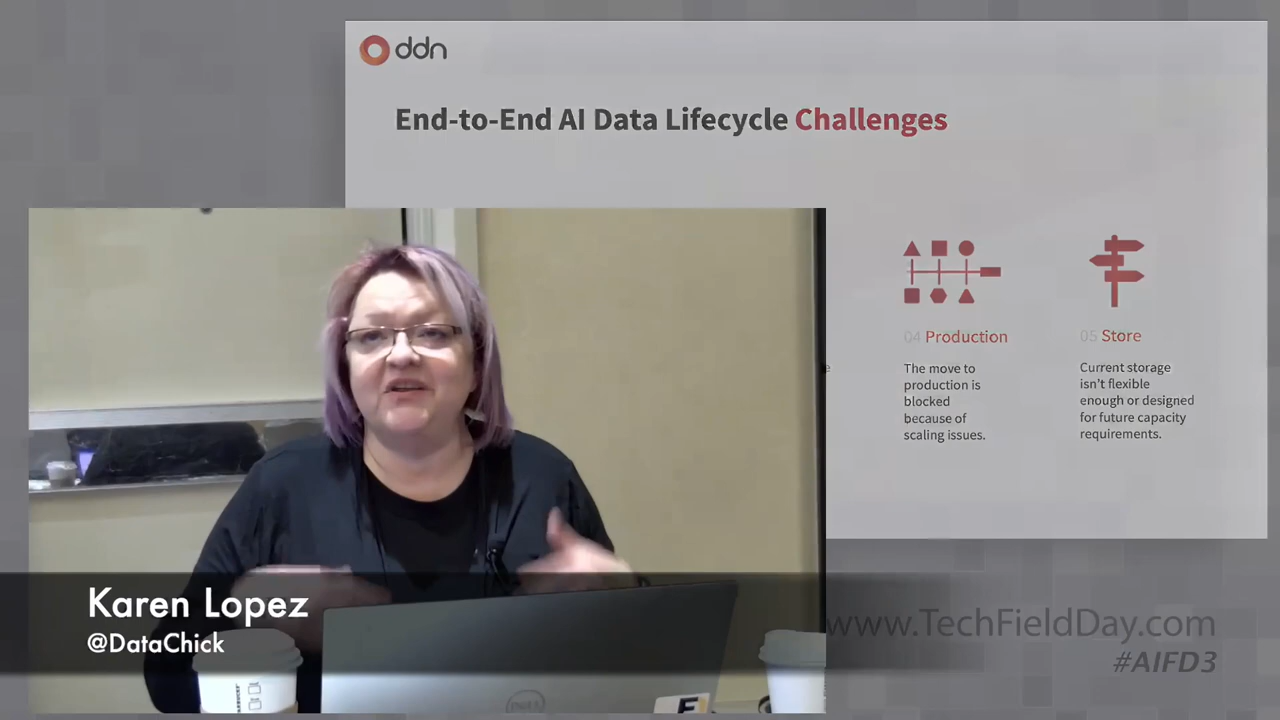 ddn
End-to-End AI Data Lifecycle Challenges
04 Production
The move to
production is
blocked
because of
scaling issues.
05 Store
Current storage
isn't flexible
enough or designed
for future capacity
requirements.
Karen Lopez
@DataChick
www.TechFieldDay.com
#AIFD3
DELL